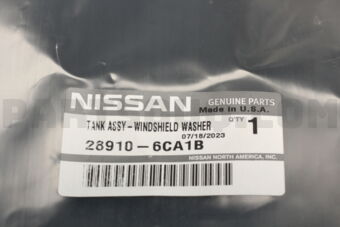 NISSAN GENUINE PARTS
Made in U.S.A.
TANK ASSY-WINDSHIELD WASHER
Q'TY 1
07/18/2023
28910-6CA1B
NISSAN NORTH AMERICA, INC.